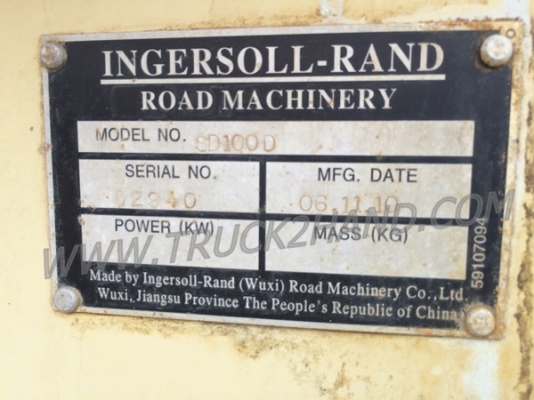 INGERSOLL-RAND
ROAD MACHINERY
MODEL NO. SD100D
SERIAL NO. MFG. DATE
06.11.10
POWER (KW) MASS (KG)
59107094
Made by Ingersoll-Rand (Wuxi) Road Machinery Co.,Ltd.
Wuxi, Jiangsu Province The People's Republic of China
WWW.TRUCK2HAND.COM